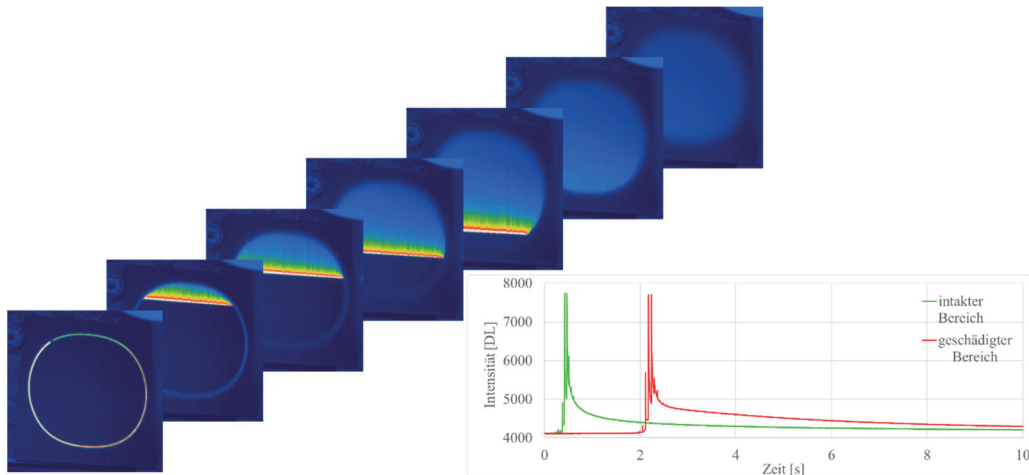 8000
7000
6000
5000
4000
Intensität [DL]
0
2
4
6
8
10
Zeit [s]
intakter
Bereich
geschädigter
Bereich